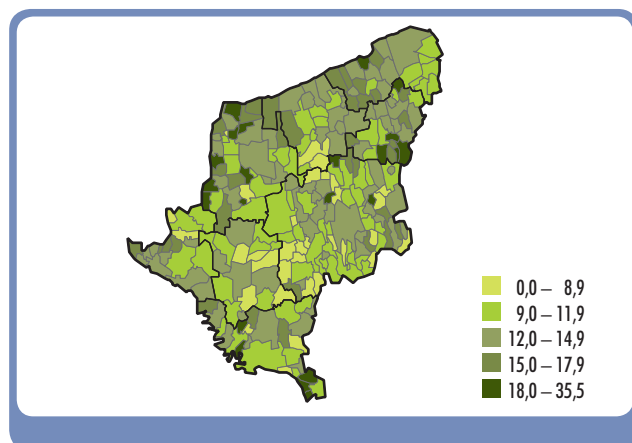 0,0 – 8,9
9,0 – 11,9
12,0 – 14,9
15,0 – 17,9
18,0 – 35,5